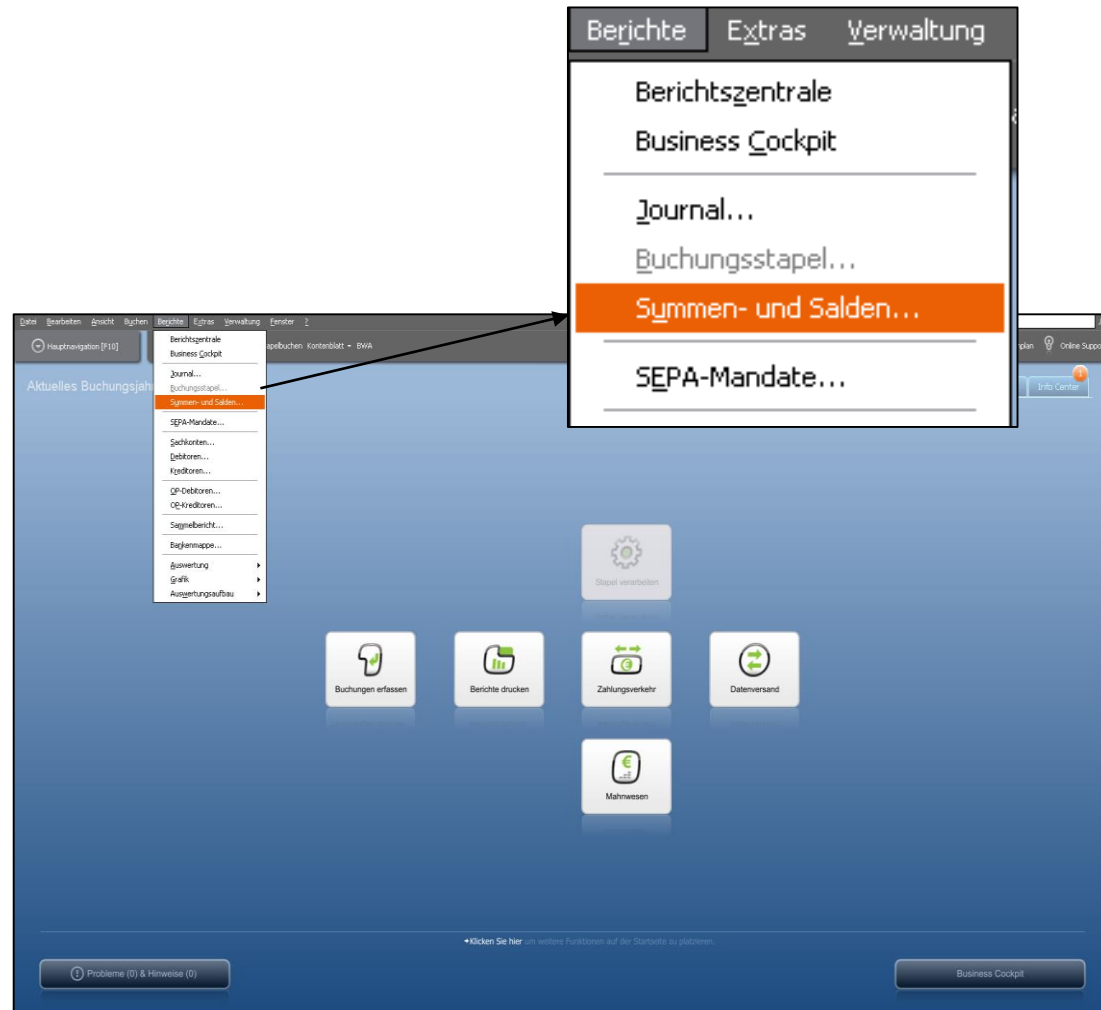 Berichte Extras Verwaltung
Berichtszentrale
Business Cockpit
Journal...
Buchungsstapel...
Summen- und Salden...
SEPA-Mandate...
Datei Bearbeiten Ansicht Buchen Berichte Extras Verwaltung Fenster ?
Hauptnavigation [F10]
apelbuchen Kontenblatt BWA
nplan Online Suppo
Aktuelles Buchungsjah
Info Center
1
Berichtszentrale
Business Cockpit
Journal...
Buchungsstapel...
Summen- und Salden...
SEPA-Mandate...
Sachkonten...
Debitoren...
Kreditoren...
OP-Debitoren...
OP-Kreditoren...
Sammelbericht...
Bankenmappe...
Auswertung
Grafik
Auswertungsaufbau
Stapel verarbeiten
Buchungen erfassen
Berichte drucken
Zahlungsverkehr
Datenversand
Mahnwesen
Klicken Sie hier um weitere Funktionen auf der Startseite zu platzieren.
Probleme (0) & Hinweise (0)
Business Cockpit